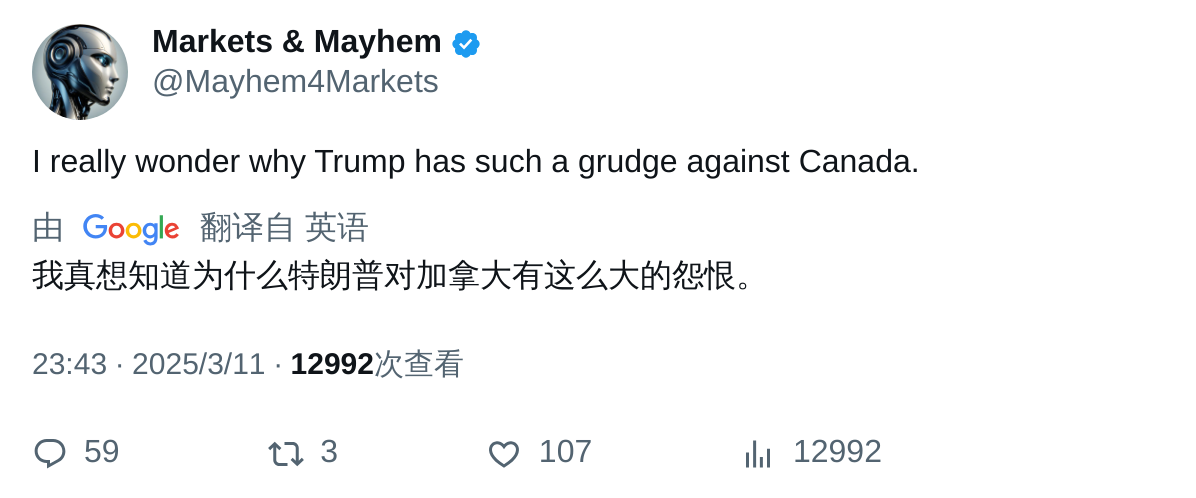 Markets & Mayhem
@Mayhem4Markets
I really wonder why Trump has such a grudge against Canada.
由 Google 翻译自 英语
我真想知道为什么特朗普对加拿大有这么大的怨恨。
23:43 · 2025/3/11 · 12992次查看
59 3 107 12992